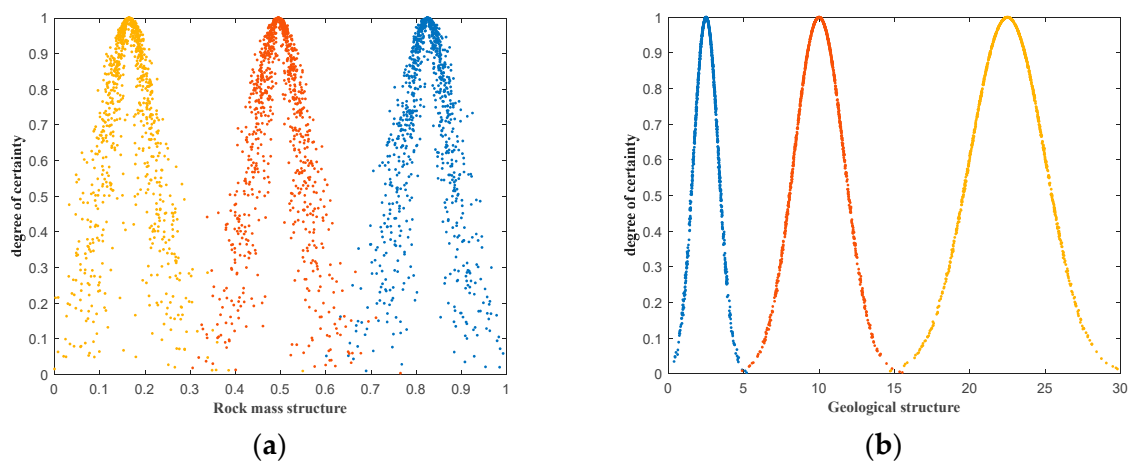 degree of certainty
1
0.9
0.8
0.7
0.6
0.5
0.4
0.3
0.2
0.1
0
0 0.1 0.2 0.3 0.4 0.5 0.6 0.7 0.8 0.9 1
Rock mass structure
(a)
degree of certainty
1
0.9
0.8
0.7
0.6
0.5
0.4
0.3
0.2
0.1
0
0 5 10 15 20 25 30
Geological structure
(b)